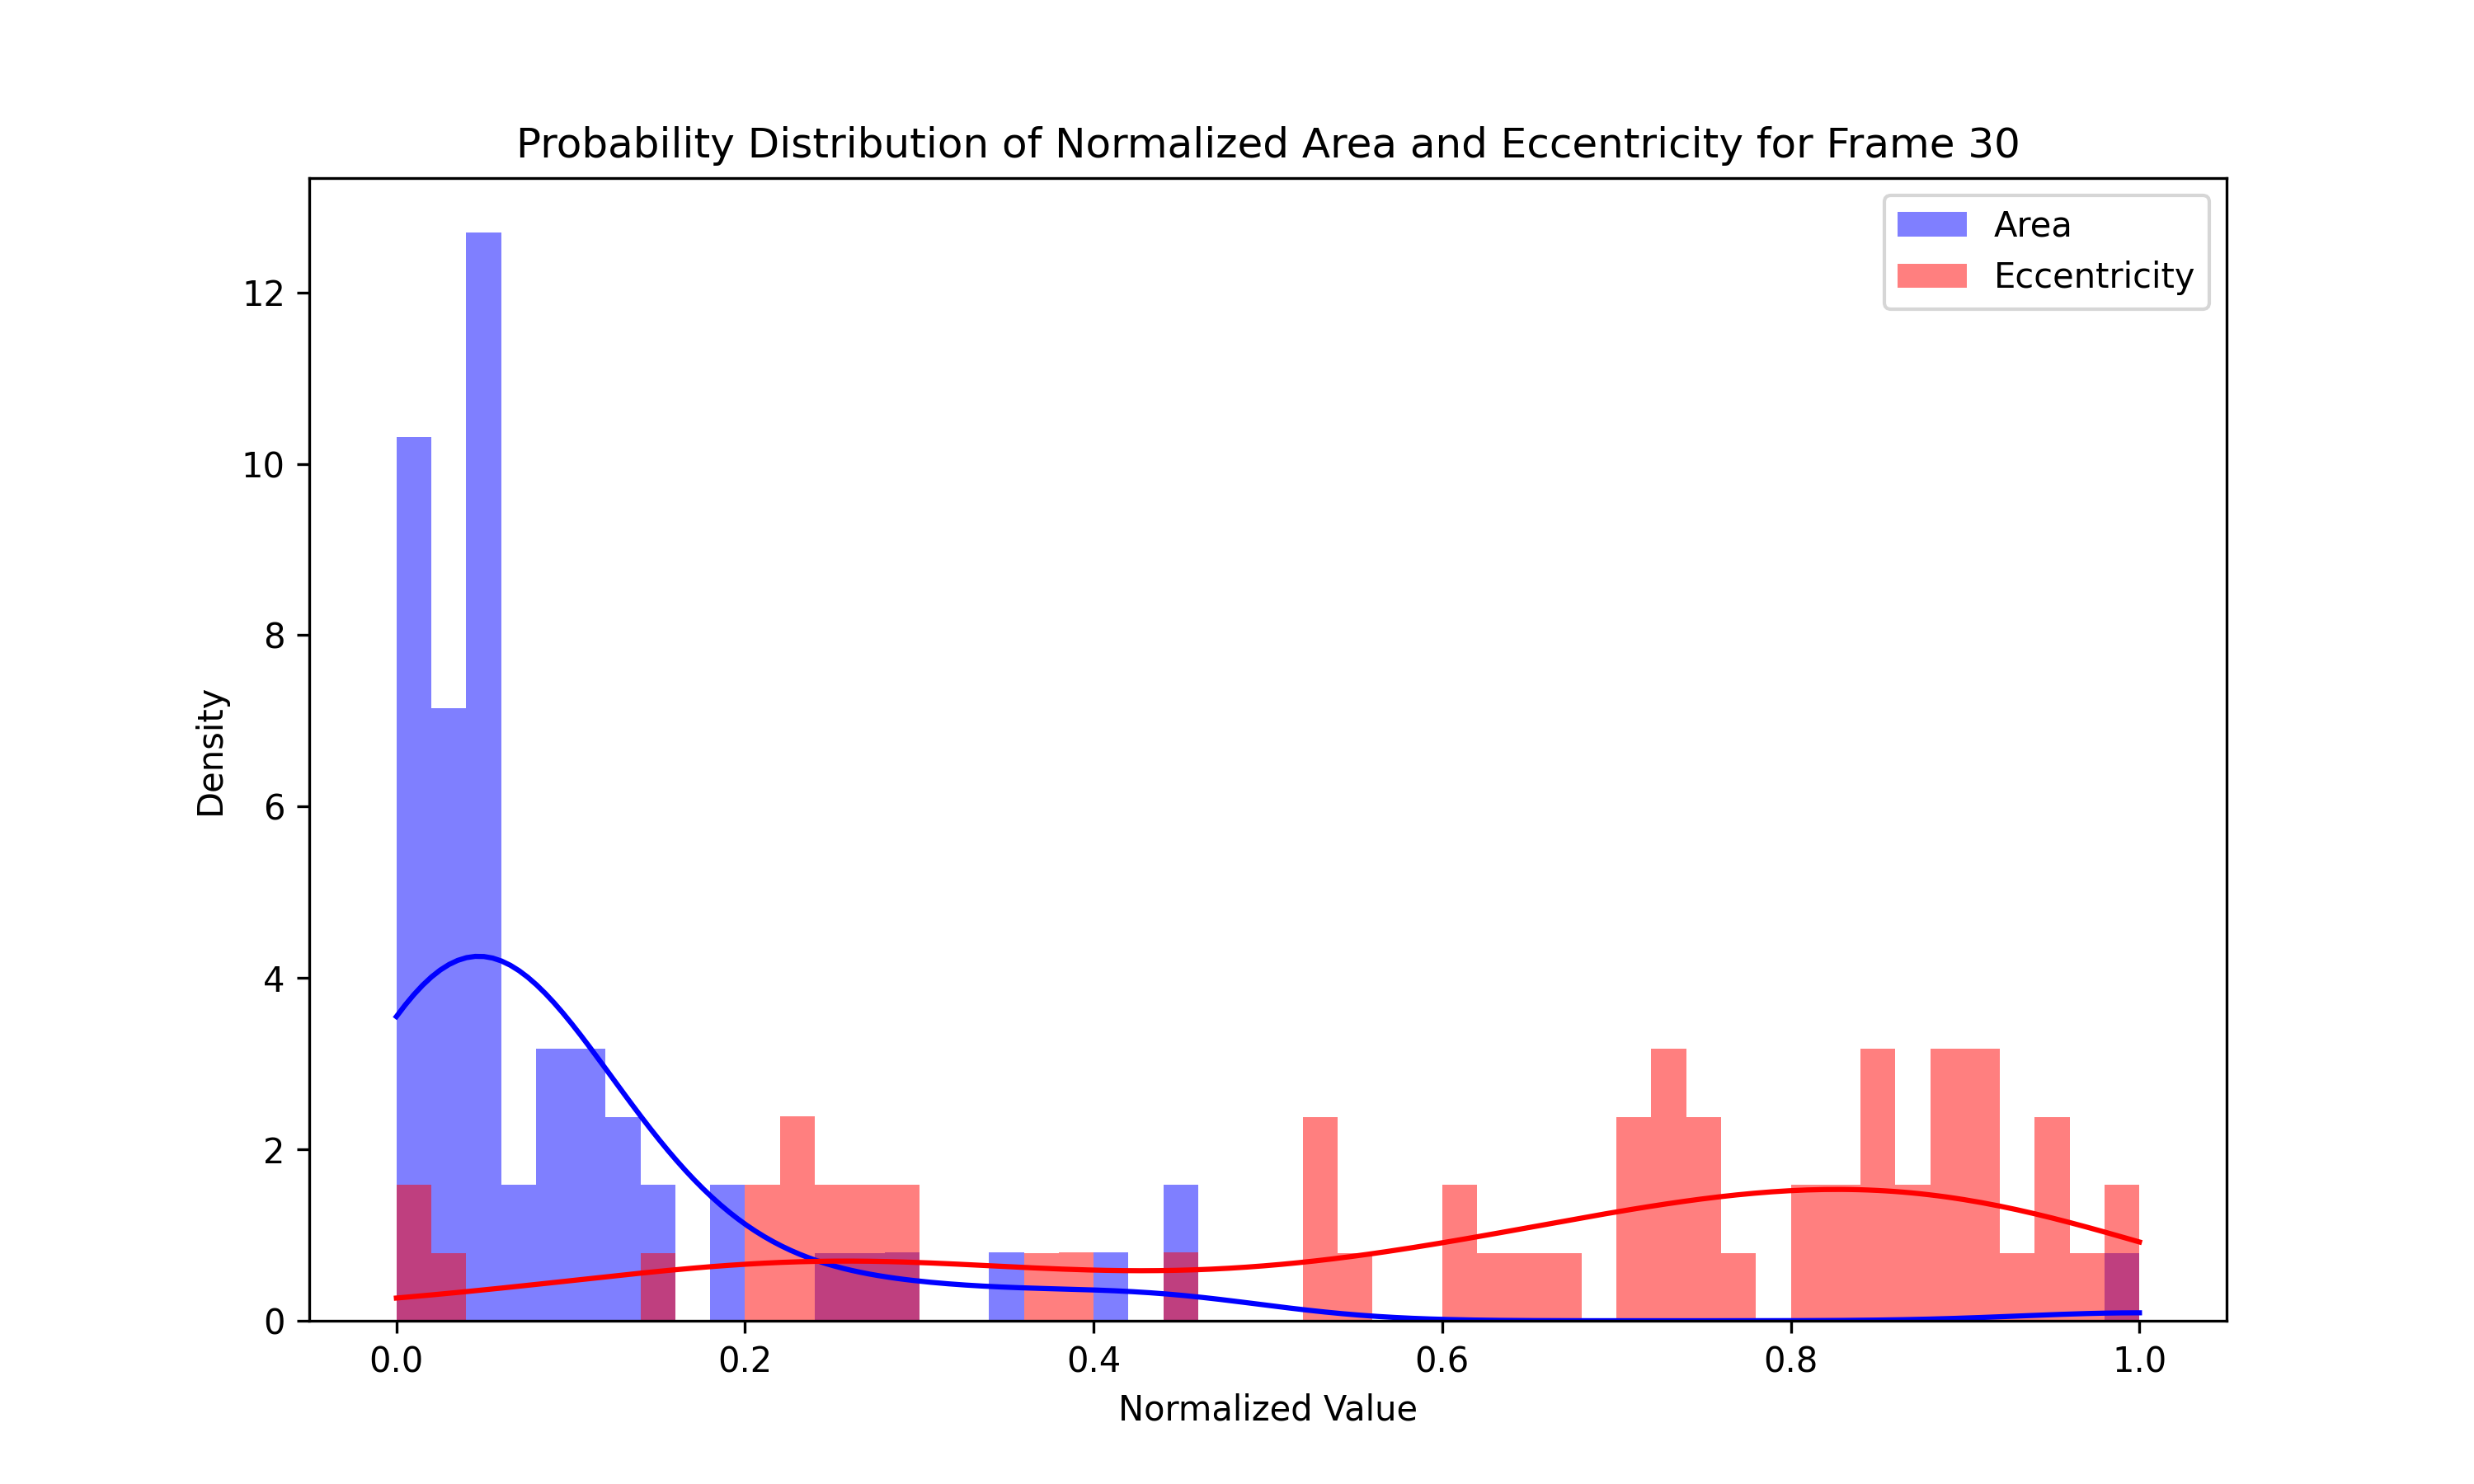 Probability Distribution of Normalized Area and Eccentricity for Frame 30
Area
Eccentricity
12
10
8
6
4
2
0
Density
0.0 0.2 0.4 0.6 0.8 1.0
Normalized Value